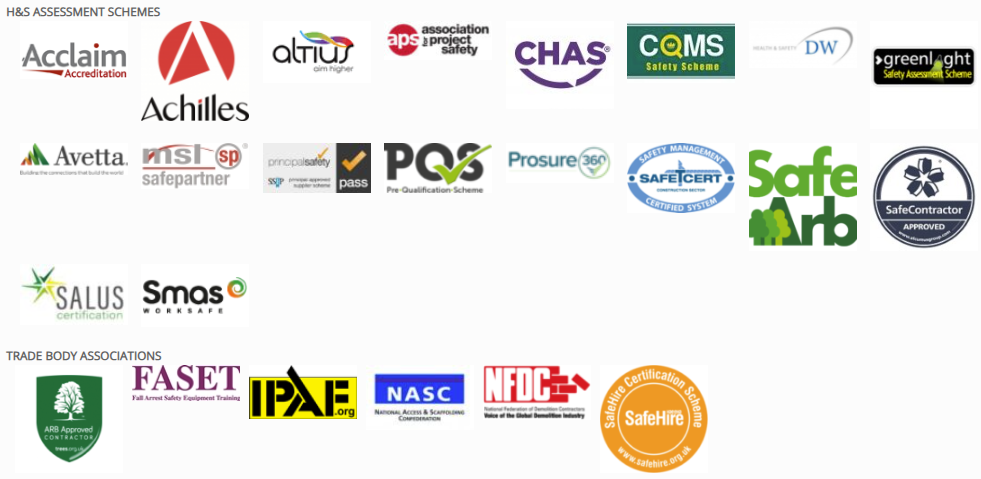 H&S ASSESSMENT SCHEMES
Acclaim
Accreditation
Achilles
altius
aim higher
aps association
for project
safety
CHAS®
CQMS
Safety Scheme
HEALTH & SAFETY DW
greenlight
Safety Assessment Scheme
Avetta.
Building the connections that build the world
msl sp®
safepartner
principalsafety
ssip principal approved
supplier scheme
pass
PQS
Pre-Qualification-Scheme
Prosure 360°
SAFETY MANAGEMENT
SAFETCERT
CONSTRUCTION SECTOR
CERTIFIED SYSTEM
Safe
Arb
SafeContractor
APPROVED
SALUS
certification
Smas
WORKSAFE
TRADE BODY ASSOCIATIONS
ARB Approved
CONTRACTOR
trees.org.uk
FASET
Fall Arrest Safety Equipment Training
IPAF
.org
NASC
NATIONAL ACCESS & SCAFFOLDING
CONFEDERATION
NFDC
National Federation of Demolition Contractors
Voice of the Global Demolition Industry
SafeHire Certification Scheme
SafeHire
www.safehire.org.uk